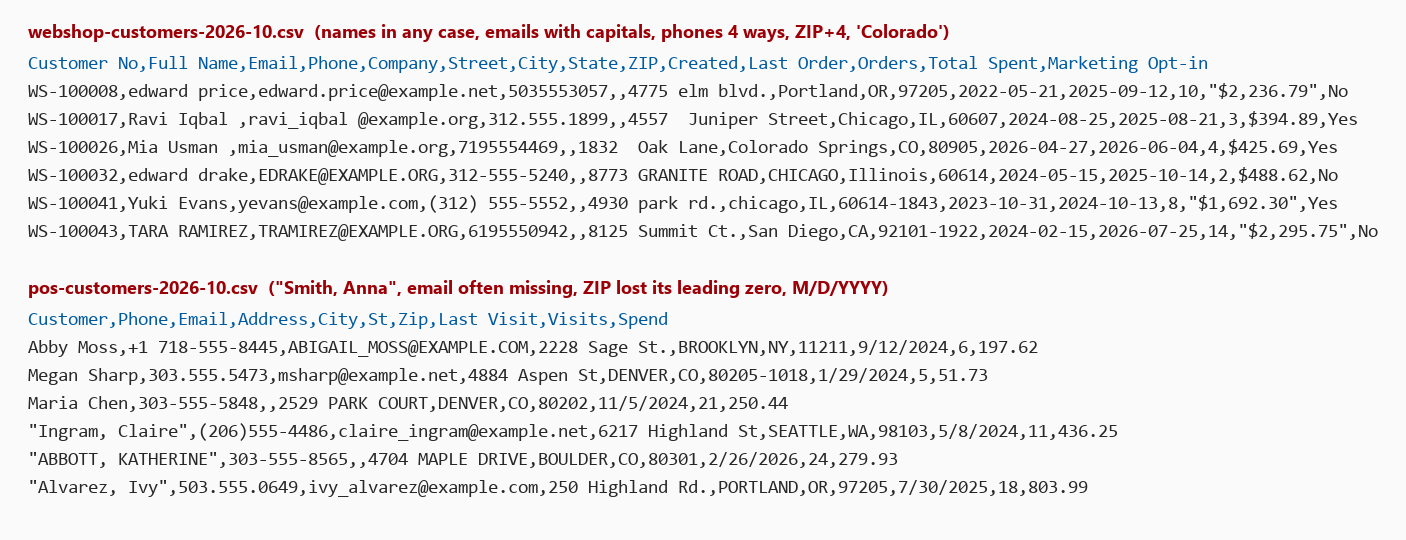 webshop-customers-2026-10.csv  (names in any case, emails with capitals, phones 4 ways, ZIP+4, 'Colorado')
Customer No,Full Name,Email,Phone,Company,Street,City,State,ZIP,Created,Last Order,Orders,Total Spent,Marketing Opt-in
WS-100008,edward price,edward.price@example.net,5035553057,,4775 elm blvd.,Portland,OR,97205,2022-05-21,2025-09-12,10,"$2,236.79",No
WS-100017,Ravi Iqbal ,ravi_iqbal @example.org,312.555.1899,,4557  Juniper Street,Chicago,IL,60607,2024-08-25,2025-08-21,3,$394.89,Yes
WS-100026,Mia Usman ,mia_usman@example.org,7195554469,,1832  Oak Lane,Colorado Springs,CO,80905,2026-04-27,2026-06-04,4,$425.69,Yes
WS-100032,edward drake,EDRAKE@EXAMPLE.ORG,312-555-5240,,8773 GRANITE ROAD,CHICAGO,Illinois,60614,2024-05-15,2025-10-14,2,$488.62,No
WS-100041,Yuki Evans,yevans@example.com,(312) 555-5552,,4930 park rd.,chicago,IL,60614-1843,2023-10-31,2024-10-13,8,"$1,692.30",Yes
WS-100043,TARA RAMIREZ,TRAMIREZ@EXAMPLE.ORG,6195550942,,8125 Summit Ct.,San Diego,CA,92101-1922,2024-02-15,2026-07-25,14,"$2,295.75",No
pos-customers-2026-10.csv  ("Smith, Anna", email often missing, ZIP lost its leading zero, M/D/YYYY)
Customer,Phone,Email,Address,City,St,Zip,Last Visit,Visits,Spend
Abby Moss,+1 718-555-8445,ABIGAIL_MOSS@EXAMPLE.COM,2228 Sage St.,BROOKLYN,NY,11211,9/12/2024,6,197.62
Megan Sharp,303.555.5473,msharp@example.net,4884 Aspen St,DENVER,CO,80205-1018,1/29/2024,5,51.73
Maria Chen,303-555-5848,,2529 PARK COURT,DENVER,CO,80202,11/5/2024,21,250.44
"Ingram, Claire",(206)555-4486,claire_ingram@example.net,6217 Highland St,SEATTLE,WA,98103,5/8/2024,11,436.25
"ABBOTT, KATHERINE",303-555-8565,,4704 MAPLE DRIVE,BOULDER,CO,80301,2/26/2026,24,279.93
"Alvarez, Ivy",503.555.0649,ivy_alvarez@example.com,250 Highland Rd.,PORTLAND,OR,97205,7/30/2025,18,803.99